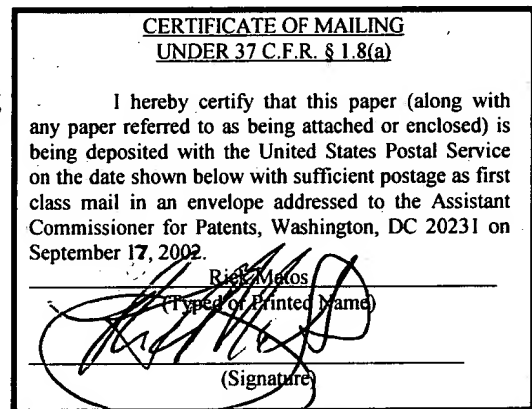 CERTIFICATE OF MAILING
UNDER 37 C.F.R. § 1.8(a)
I hereby certify that this paper (along with
any paper referred to as being attached or enclosed) is
being deposited with the United States Postal Service
on the date shown below with sufficient postage as first
class mail in an envelope addressed to the Assistant
Commissioner for Patents, Washington, DC 20231 on
September 17, 2002.
Rick Metos
(Typed or Printed Name)
(Signature)